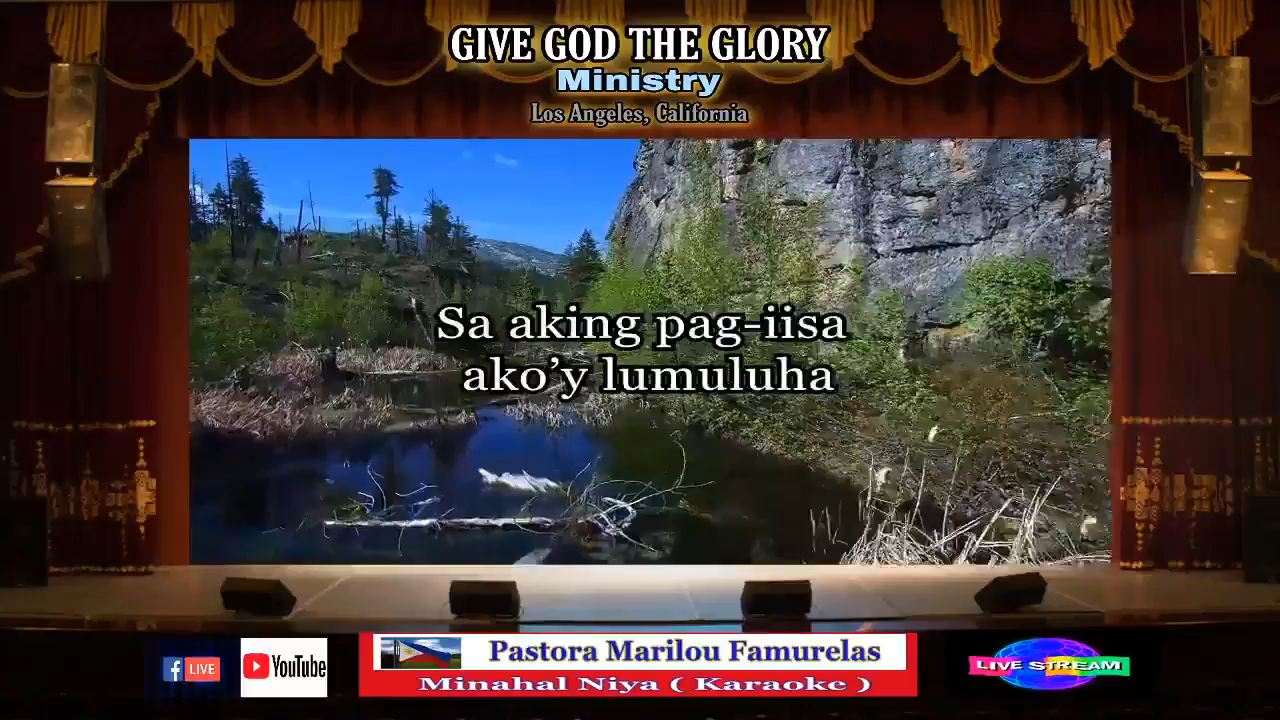 GIVE GOD THE GLORY
Ministry
Los Angeles, California
Sa aking pag-iisa
ako’y lumuluha
f LIVE
YouTube
Pastora Marilou Famurelas
Minahal Niya ( Karaoke )
LIVE STREAM